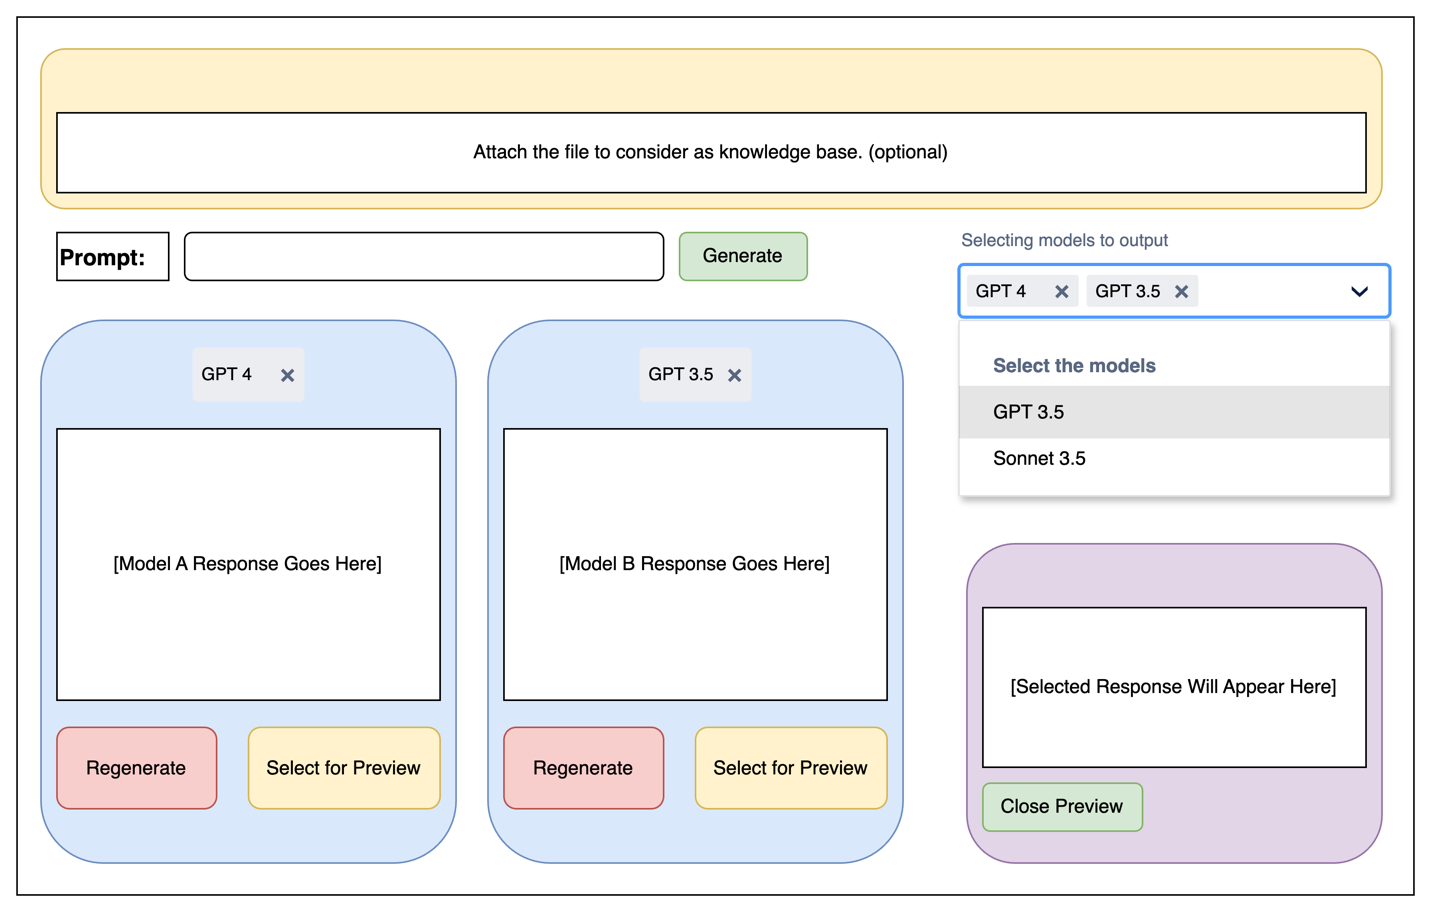 Attach the file to consider as knowledge base. (optional)
Prompt:
Generate
Selecting models to output
GPT 4
GPT 3.5
Select the models
GPT 3.5
Sonnet 3.5
GPT 4
[Model A Response Goes Here]
Regenerate
Select for Preview
GPT 3.5
[Model B Response Goes Here]
Regenerate
Select for Preview
[Selected Response Will Appear Here]
Close Preview